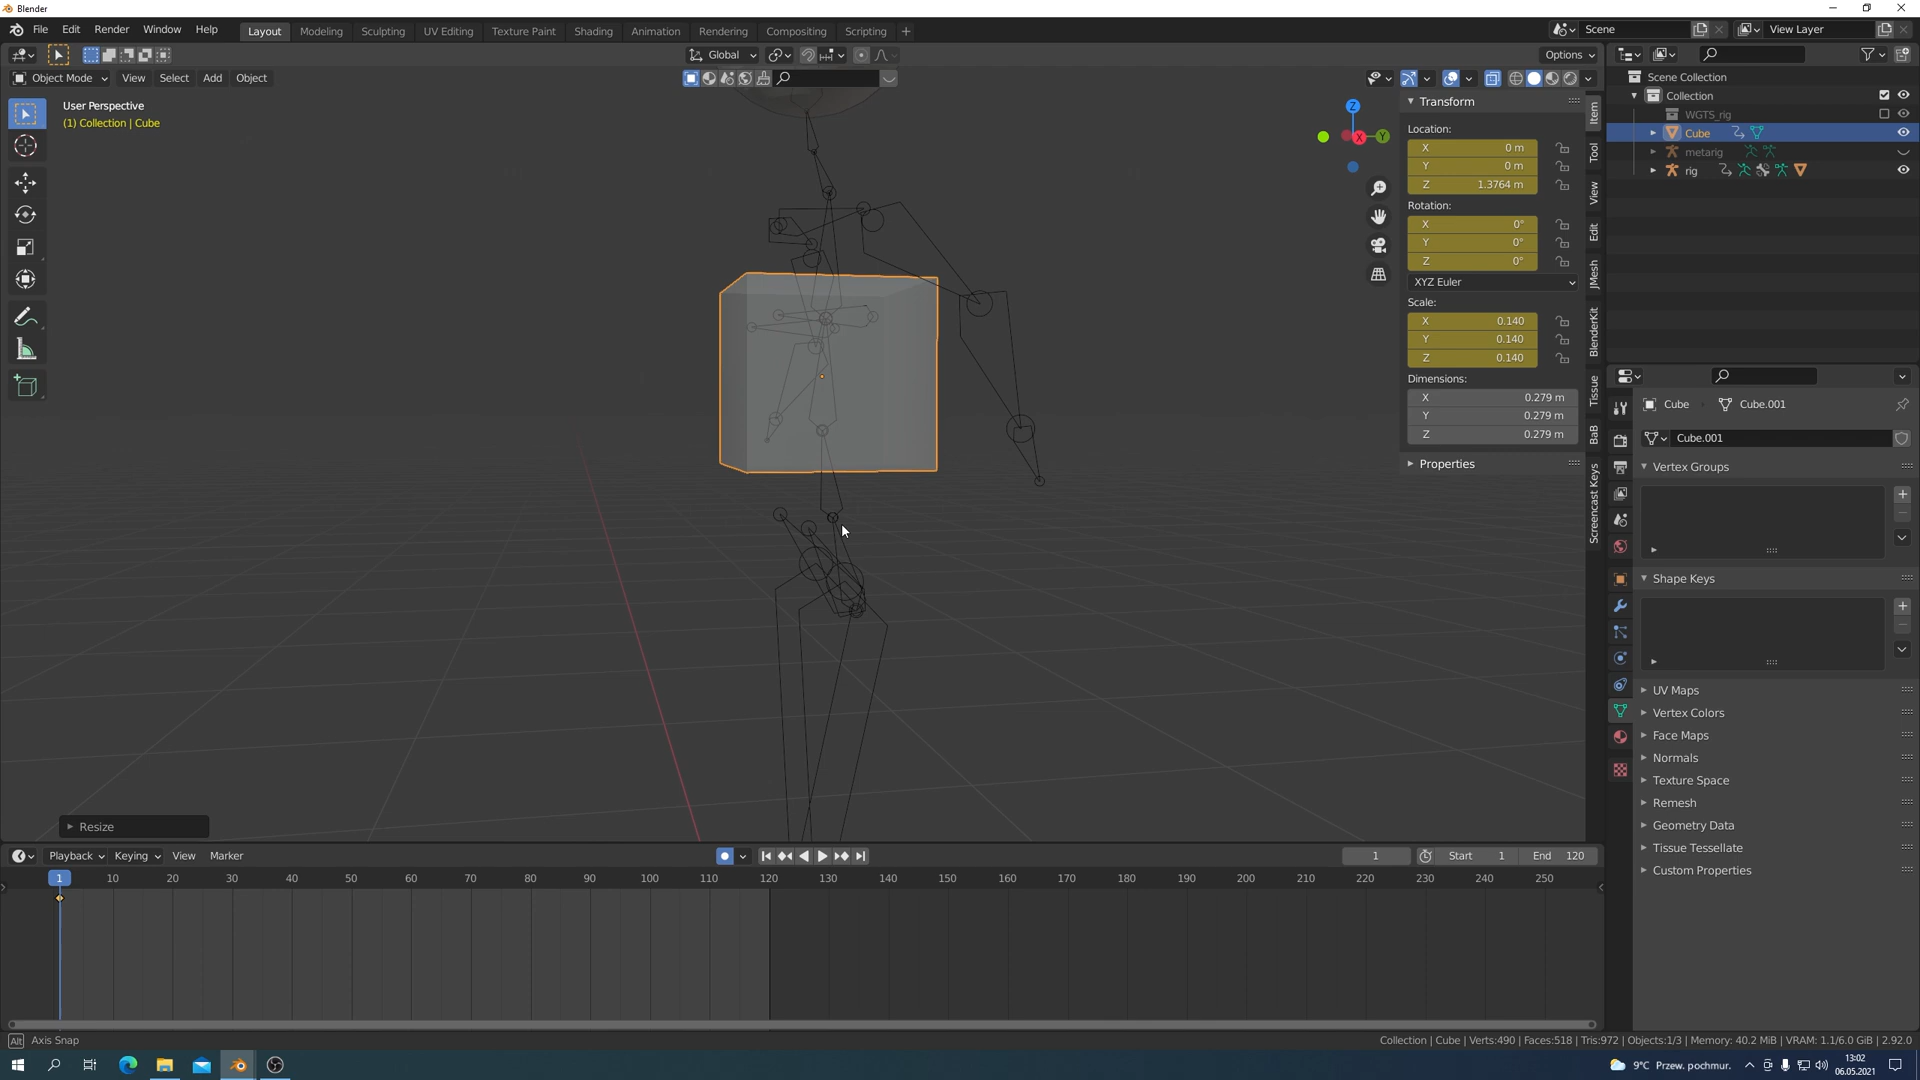 Blender
File Edit Render Window Help
Layout Modeling Sculpting UV Editing Texture Paint Shading Animation Rendering Compositing Scripting +
Scene
View Layer
Global
Options
Object Mode View Select Add Object
User Perspective
(1) Collection | Cube
Z
Y
X
Transform
Location:
X 0 m
Y 0 m
Z 1.3764 m
Rotation:
X 0°
Y 0°
Z 0°
XYZ Euler
Scale:
X 0.140
Y 0.140
Z 0.140
Dimensions:
X 0.279 m
Y 0.279 m
Z 0.279 m
Properties
Item
Tool
View
Edit
JMesh
BlenderKit
Tissue
BaB
Screencast Keys
Scene Collection
Collection
WGTS_rig
Cube
metarig
rig
Cube Cube.001
Cube.001
Vertex Groups
Shape Keys
UV Maps
Vertex Colors
Face Maps
Normals
Texture Space
Remesh
Geometry Data
Tissue Tessellate
Custom Properties
Resize
Playback Keying View Marker
1 Start 1 End 120
1 10 20 30 40 50 60 70 80 90 100 110 120 130 140 150 160 170 180 190 200 210 220 230 240 250
Alt Axis Snap
Collection | Cube | Verts:490 | Faces:518 | Tris:972 | Objects:1/3 | Memory: 40.2 MiB | VRAM: 1.1/6.0 GiB | 2.92.0
9°C Przew. pochmur.
13:02
06.05.2021